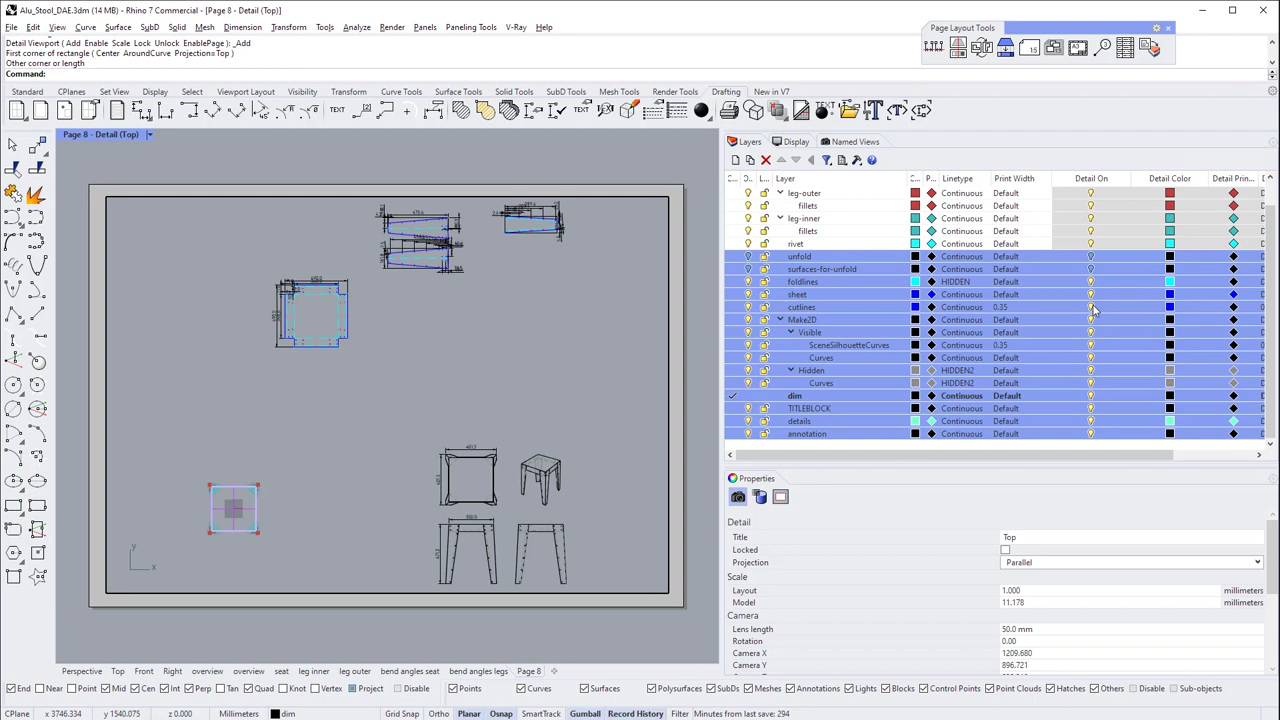 Alu_Stool_DAE.3dm (14 MB) - Rhino 7 Commercial - [Page 8 - Detail (Top)]
File Edit View Curve Surface SubD Solid Mesh Dimension Transform Tools Analyze Render Panels Paneling Tools V-Ray Help
Page Layout Tools
Detail Viewport ( Add Enable Scale Lock Unlock EnablePage ): _Add
First corner of rectangle ( Center AroundCurve Projection=Top )
Other corner or length
Command:
Standard CPlanes Set View Display Select Viewport Layout Visibility Transform Curve Tools Surface Tools Solid Tools SubD Tools Mesh Tools Render Tools Drafting New in V7
Page 8 - Detail (Top)
Layers Display Named Views
Layer Linetype Print Width Detail On Detail Color Detail Prin...
leg-outer Continuous Default
fillets Continuous Default
leg-inner Continuous Default
fillets Continuous Default
rivet Continuous Default
unfold Continuous Default
surfaces-for-unfold Continuous Default
foldlines HIDDEN Default
sheet Continuous Default
cutlines Continuous 0.35
Make2D Continuous Default
Visible Continuous Default
SceneSilhouetteCurves Continuous 0.35
Curves Continuous Default
Hidden HIDDEN2 Default
Curves HIDDEN2 Default
dim Continuous Default
TITLEBLOCK Continuous Default
details Continuous Default
annotation Continuous Default
Properties
Detail
Title Top
Locked
Projection Parallel
Scale
Layout 1.000 millimeters
Model 11.178 millimeters
Camera
Lens length 50.0 mm
Rotation 0.00
Camera X 1209.680
Camera Y 896.721
y
x
Perspective Top Front Right overview overview seat leg inner leg outer bend angles seat bend angles legs Page 8
End Near Point Mid Cen Int Perp Tan Quad Knot Vertex Project Disable Points Curves Surfaces Polysurfaces SubDs Meshes Annotations Lights Blocks Control Points Point Clouds Hatches Others Disable Sub-objects
CPlane x 3746.334 y 1540.075 z 0.000 Millimeters dim Grid Snap Ortho Planar Osnap SmartTrack Gumball Record History Filter Minutes from last save: 294